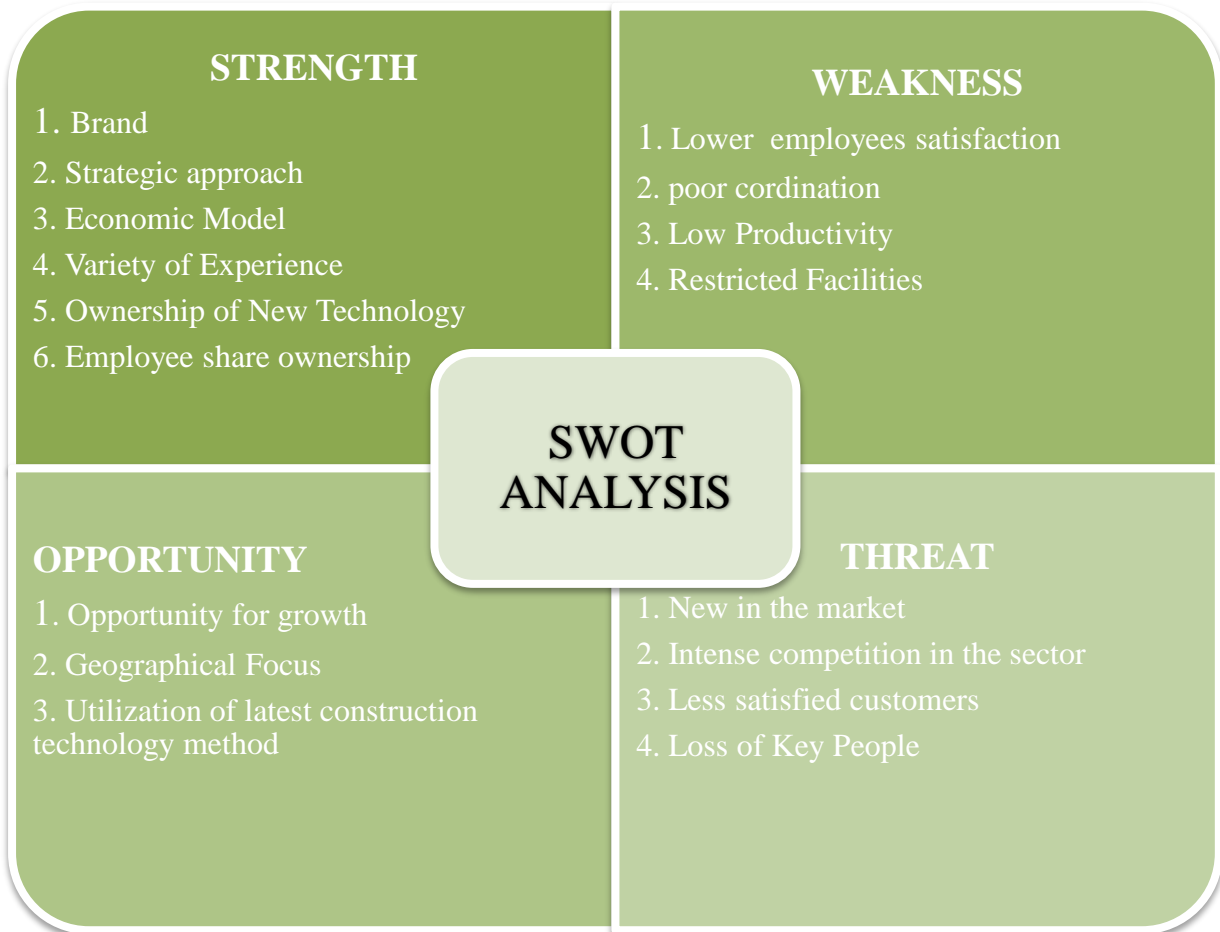 STRENGTH
1. Brand
2. Strategic approach
3. Economic Model
4. Variety of Experience
5. Ownership of New Technology
6. Employee share ownership
WEAKNESS
1. Lower  employees satisfaction
2. poor cordination
3. Low Productivity
4. Restricted Facilities
SWOT
ANALYSIS
OPPORTUNITY
1. Opportunity for growth
2. Geographical Focus
3. Utilization of latest construction
technology method
THREAT
1. New in the market
2. Intense competition in the sector
3. Less satisfied customers
4. Loss of Key People